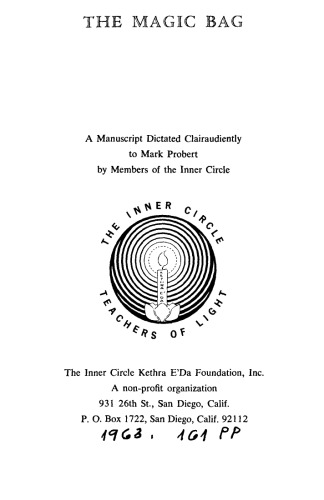 THE MAGIC BAG
A Manuscript Dictated Clairaudiently
to Mark Probert
by Members of the Inner Circle
THE INNER CIRCLE
TEACHERS OF LIGHT
The Inner Circle Kethra E'Da Foundation, Inc.
A non-profit organization
931 26th St., San Diego, Calif.
P. O. Box 1722, San Diego, Calif. 92112
1963. 161 PP